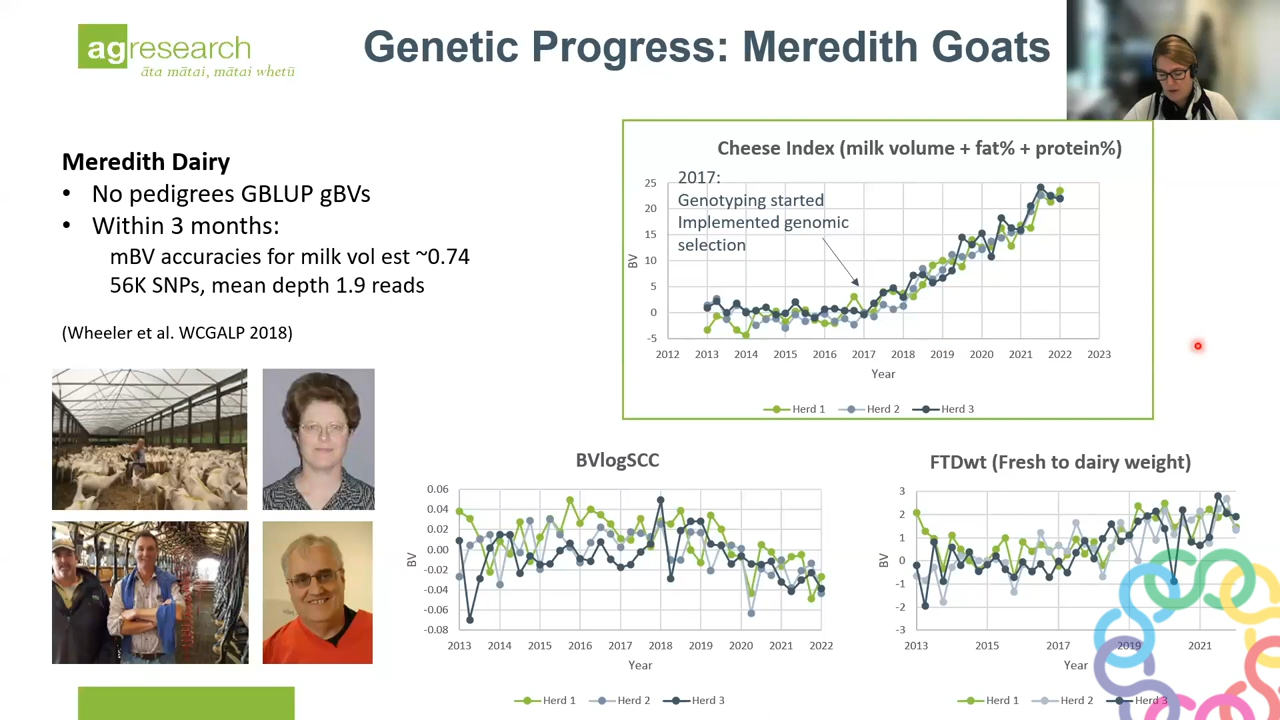 agresearch
āta mātai, mātai whetū
Genetic Progress: Meredith Goats
Meredith Dairy
• No pedigrees GBLUP gBVs
• Within 3 months:
mBV accuracies for milk vol est ~0.74
56K SNPs, mean depth 1.9 reads
(Wheeler et al. WCGALP 2018)
Cheese Index (milk volume + fat% + protein%)
2017:
Genotyping started
Implemented genomic
selection
25
20
15
10
5
0
-5
BV
2012 2013 2014 2015 2016 2017 2018 2019 2020 2021 2022 2023
Year
Herd 1 Herd 2 Herd 3
BVlogSCC
0.06
0.04
0.02
0.00
-0.02
-0.04
-0.06
-0.08
BV
2013 2014 2015 2016 2017 2018 2019 2020 2021 2022
Year
Herd 1 Herd 2 Herd 3
FTDwt (Fresh to dairy weight)
3
2
1
0
-1
-2
-3
BV
2013 2015 2017 2019 2021
Year
Herd 1 Herd 2 Herd 3